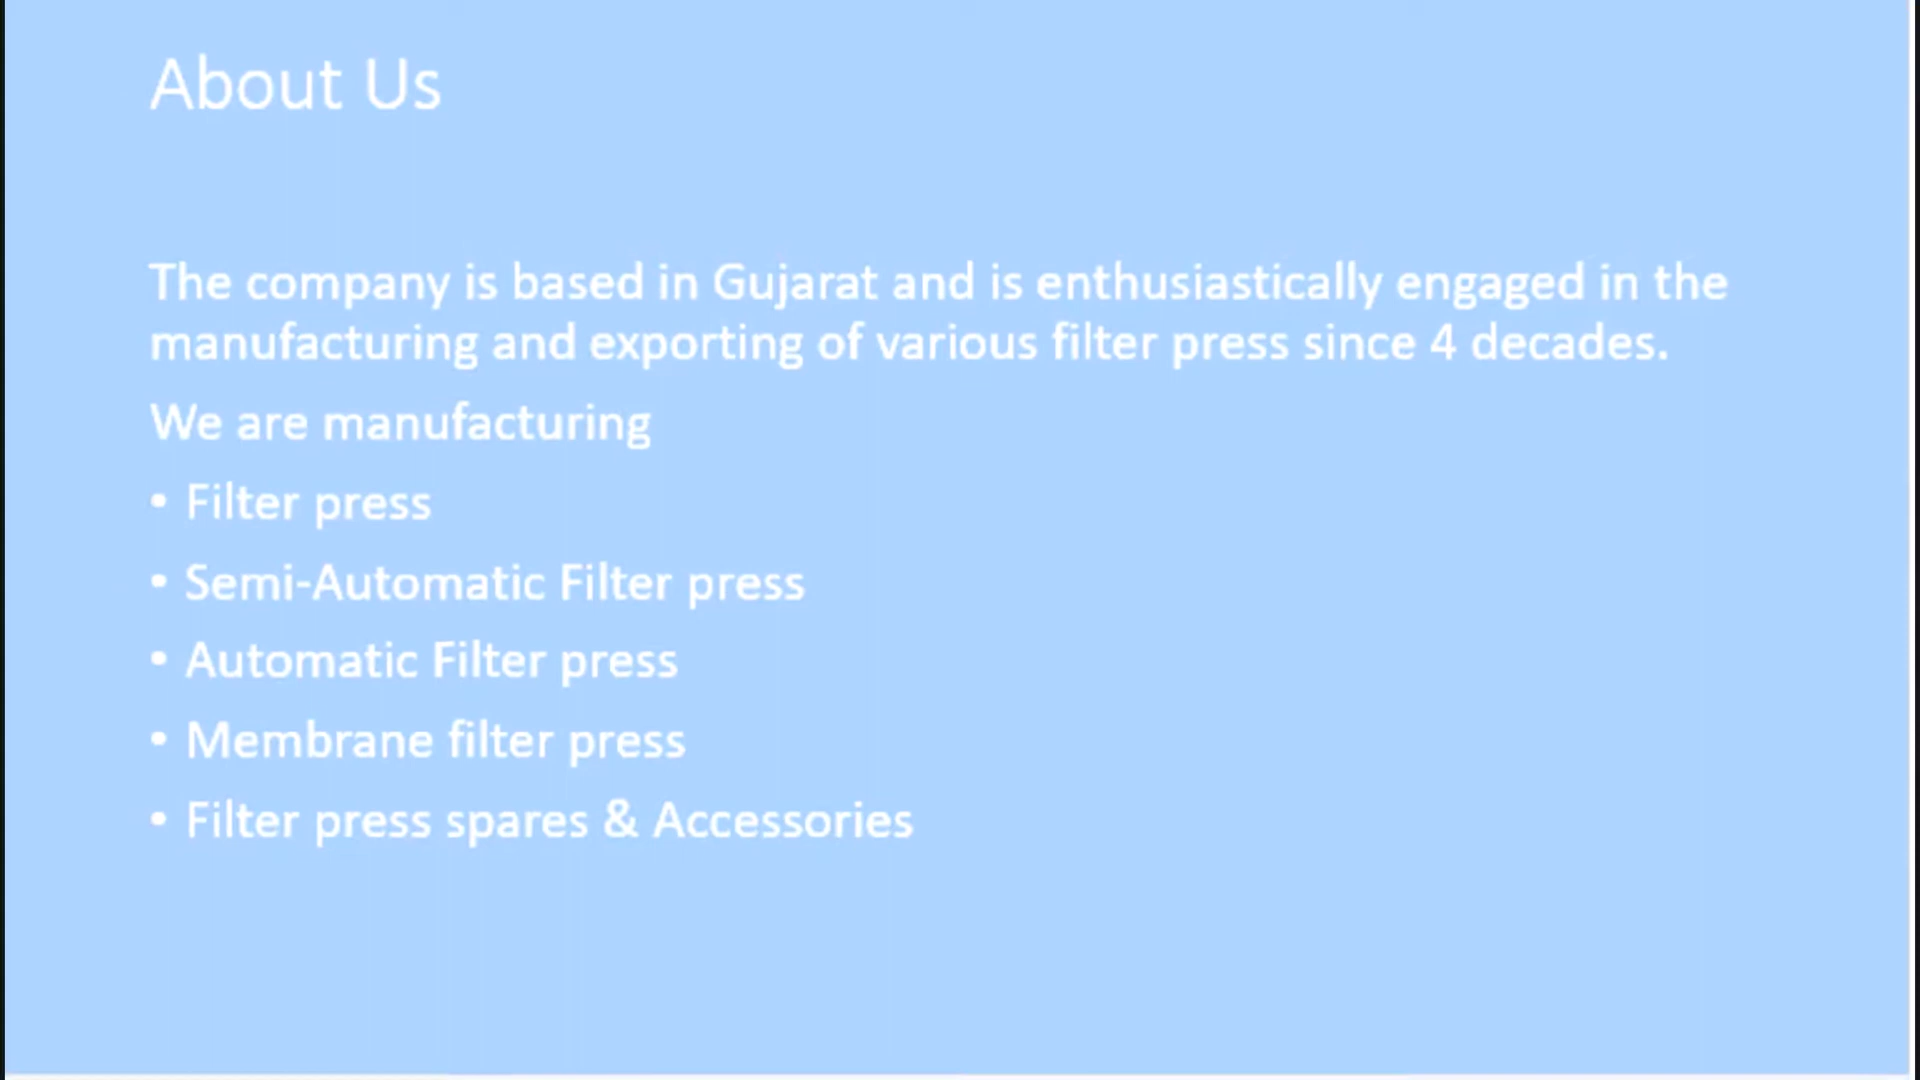 About Us
The company is based in Gujarat and is enthusiastically engaged in the
manufacturing and exporting of various filter press since 4 decades.
We are manufacturing
• Filter press
• Semi-Automatic Filter press
• Automatic Filter press
• Membrane filter press
• Filter press spares & Accessories